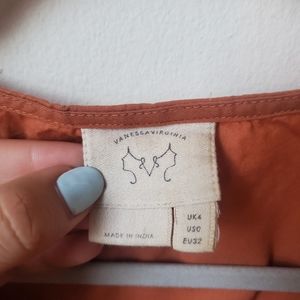 VANESSAVIRGINIA
MADE IN INDIA
UK4
US0
EU32